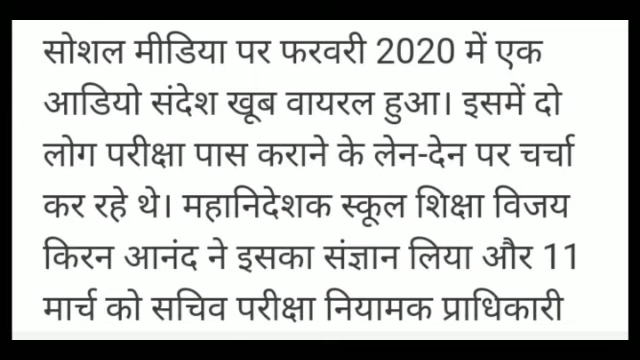 सोशल मीडिया पर फरवरी 2020 में एक
आडियो संदेश खूब वायरल हुआ। इसमें दो
लोग परीक्षा पास कराने के लेन-देन पर चर्चा
कर रहे थे। महानिदेशक स्कूल शिक्षा विजय
किरन आनंद ने इसका संज्ञान लिया और 11
मार्च को सचिव परीक्षा नियामक प्राधिकारी